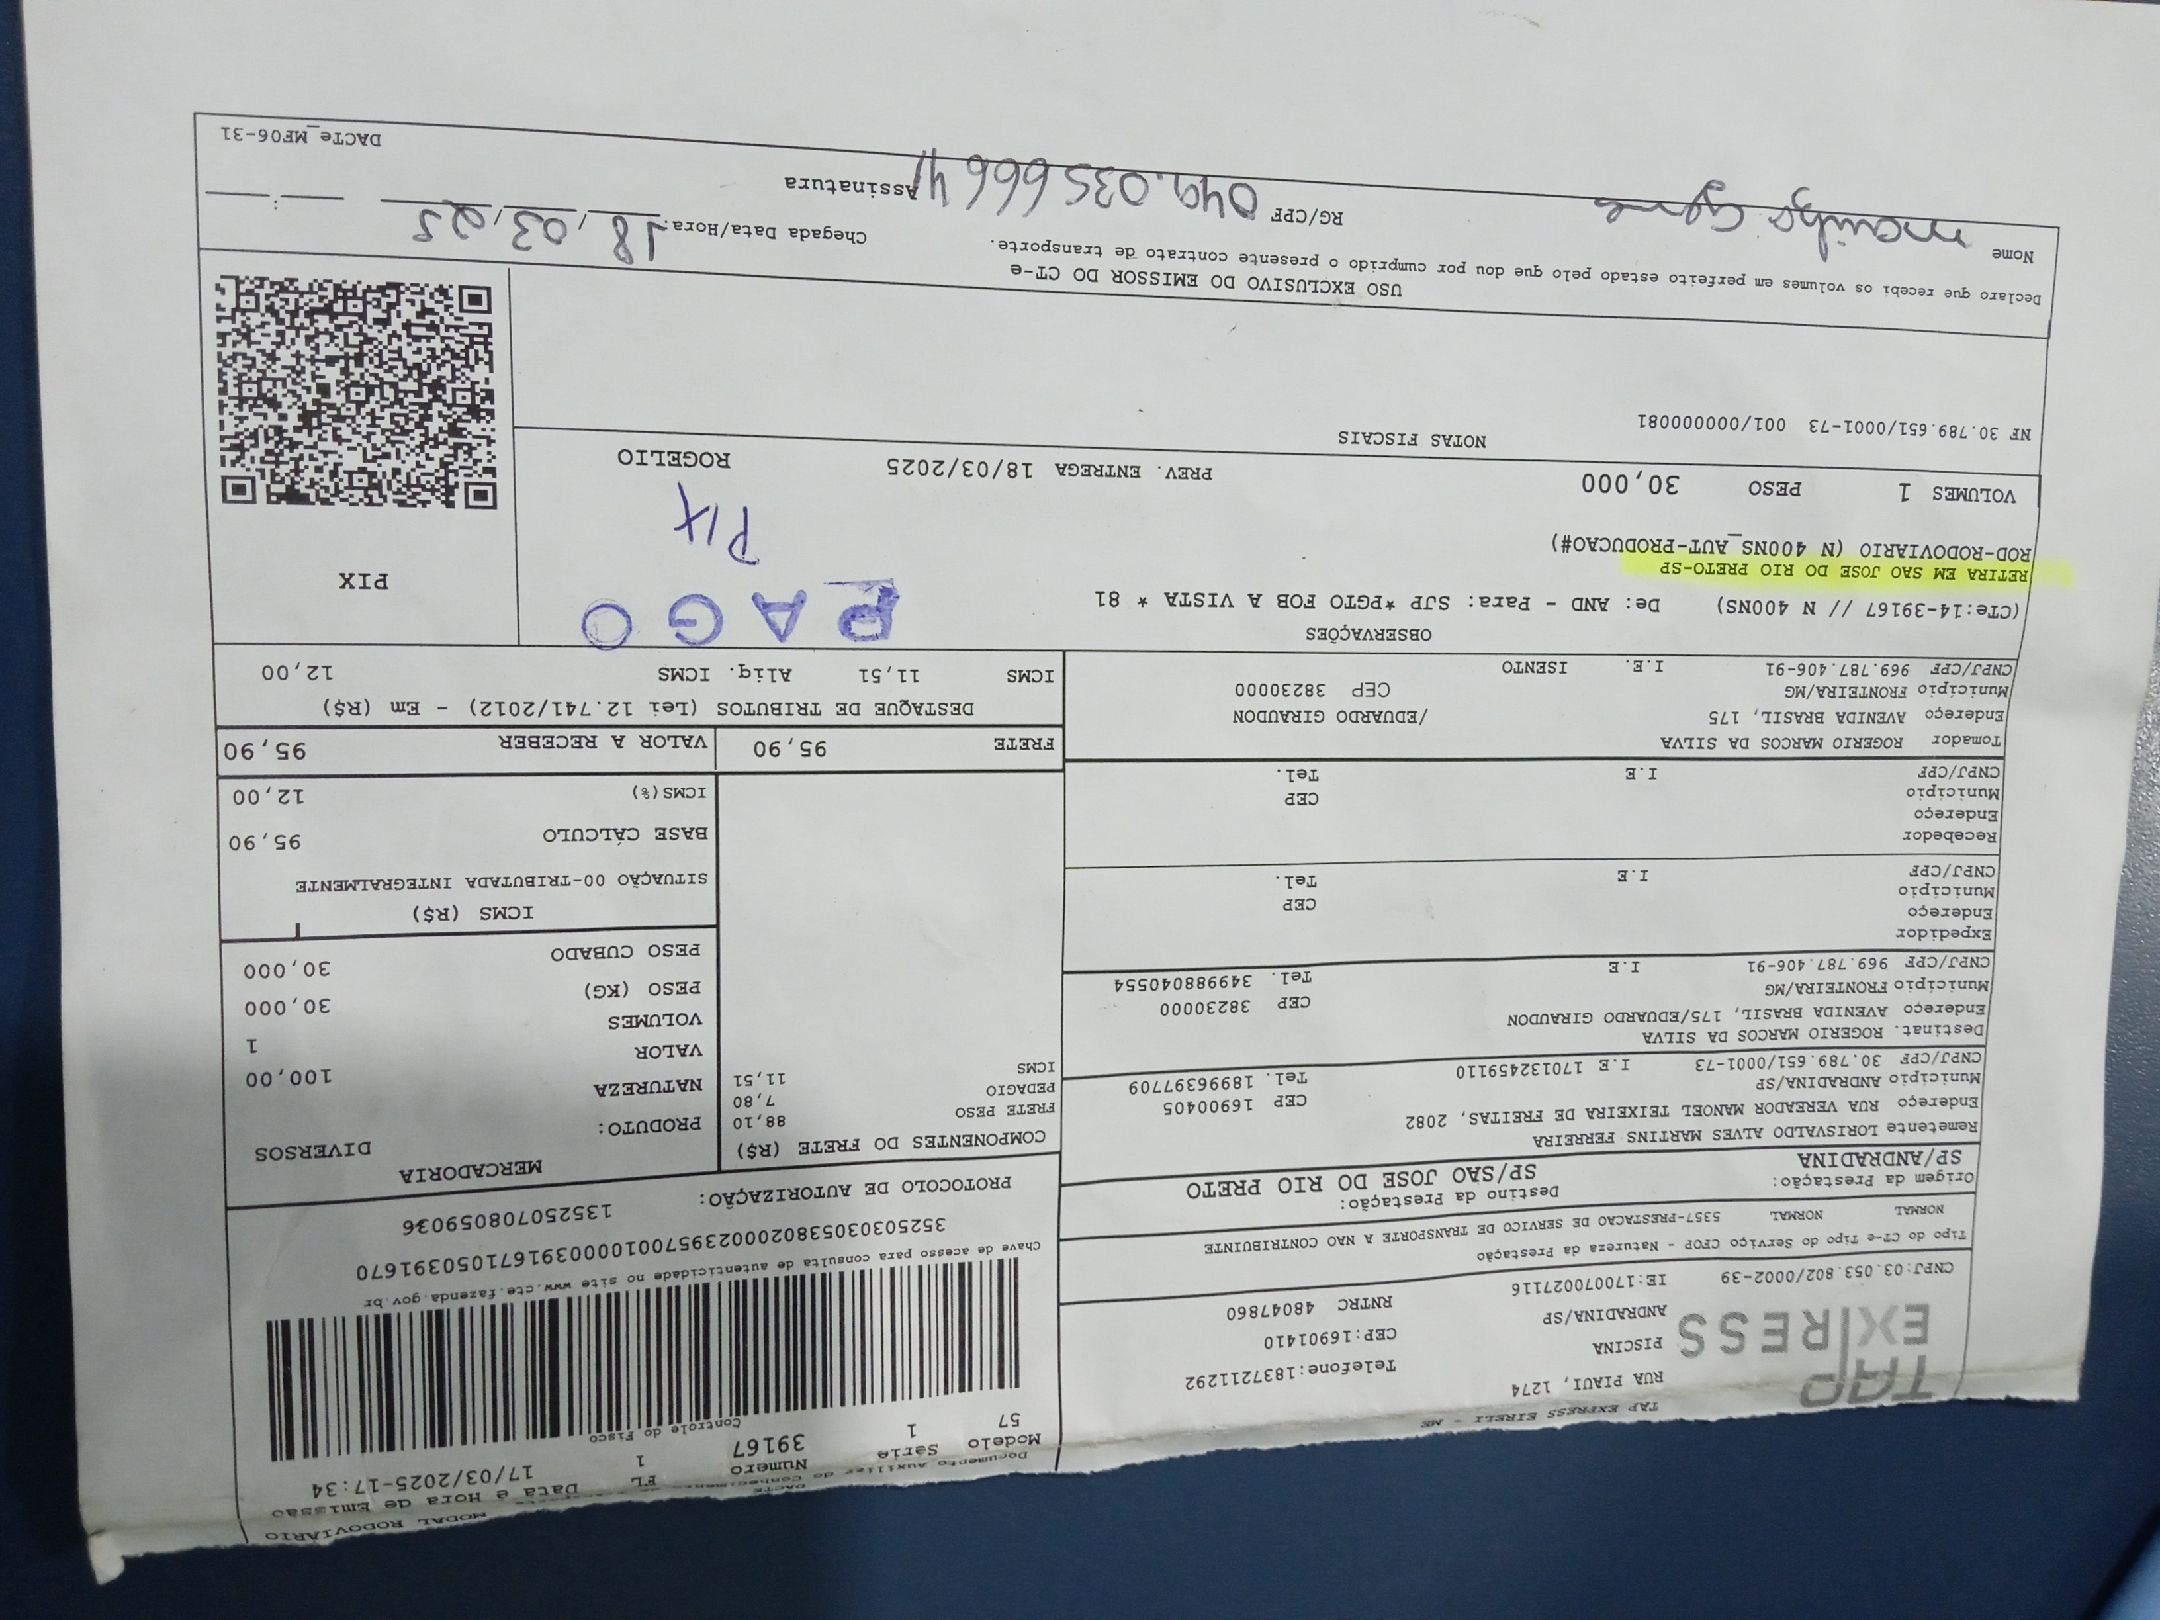 MODAL RODOVIÁRIO
DACTE
Documento Auxiliar do Conhecimento
Modelo Série Número FL Data e Hora de Emissão
57 1 39167 1 17/03/2025-17:34
Controle do Fisco
TAP
EXPRESS
TAP EXPRESS EIRELI - ME
RUA PIAUI, 1274 Telefone:1837211292
PISCINA CEP:16901410
ANDRADINA/SP RNTRC 48047860
CNPJ:03.053.802/0002-39 IE:170070027116
Chave de acesso para consulta de autenticidade no site www.cte.fazenda.gov.br
35250303053802000239570010000391671050391670
PROTOCOLO DE AUTORIZAÇÃO: 135250708059036
Tipo do CT-e Tipo do Serviço CFOP - Natureza da Prestação
NORMAL NORMAL 5357-PRESTACAO DE SERVICO DE TRANSPORTE A NAO CONTRIBUINTE
Origem da Prestação: Destino da Prestação:
SP/ANDRADINA SP/SAO JOSE DO RIO PRETO
Remetente LORISVALDO ALVES MARTINS FERREIRA
Endereço RUA VEREADOR MANOEL TEIXEIRA DE FREITAS, 2082
Município ANDRADINA/SP CEP 16900405
CNPJ/CPF 30.789.651/0001-73 I.E 170132459110 Tel. 18996397709
Destinat. ROGERIO MARCOS DA SILVA
Endereço AVENIDA BRASIL, 175/EDUARDO GIRAUDON
Município FRONTEIRA/MG CEP 38230000
CNPJ/CPF 969.787.406-91 I.E Tel. 34998040554
Expedidor
Endereço
Município CEP
CNPJ/CPF I.E Tel.
Recebedor
Endereço
Município CEP
CNPJ/CPF I.E Tel.
Tomador ROGERIO MARCOS DA SILVA
Endereço AVENIDA BRASIL, 175 /EDUARDO GIRAUDON
Município FRONTEIRA/MG CEP 38230000
CNPJ/CPF 969.787.406-91 I.E. ISENTO
COMPONENTES DO FRETE (R$)
FRETE PESO 88,10
PEDAGIO 7,80
ICMS 11,51
MERCADORIA
PRODUTO: DIVERSOS
NATUREZA
VALOR 100,00
VOLUMES 1
PESO (KG) 30,000
PESO CUBADO 30,000
ICMS (R$)
SITUAÇÃO 00-TRIBUTADA INTEGRALMENTE
BASE CÁLCULO 95,90
ICMS(%) 12,00
FRETE 95,90 VALOR A RECEBER 95,90
DESTAQUE DE TRIBUTOS (Lei 12.741/2012) - Em (R$)
ICMS 11,51 Aliq. ICMS 12,00
OBSERVAÇÕES
(CTe:14-39167 // N 400NS) De: AND - Para: SJP *PGTO FOB A VISTA * 81
RETIRA EM SAO JOSE DO RIO PRETO-SP
ROD-RODOVIARIO (N 400NS_AUT-PRODUCAO#)
PAGO
PIX
PIX
VOLUMES 1 PESO 30,000 PREV. ENTREGA 18/03/2025 ROGELIO
NOTAS FISCAIS
NF 30.789.651/0001-73 001/000000081
USO EXCLUSIVO DO EMISSOR DO CT-e
Declaro que recebi os volumes em perfeito estado pelo que dou por cumprido o presente contrato de transporte.
Chegada Data/Hora: 18/03/25 __:__
Nome RG/CPF 049.035 666 41 Assinatura
DACTe_MF06-31